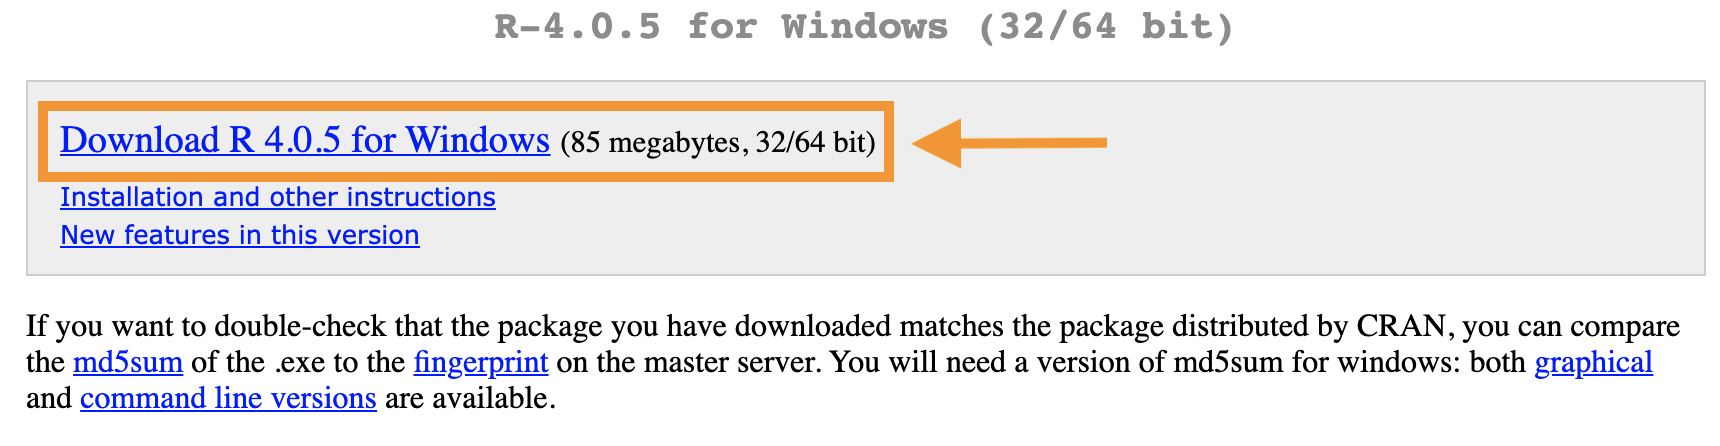 R-4.0.5 for Windows (32/64 bit)
Download R 4.0.5 for Windows (85 megabytes, 32/64 bit)
Installation and other instructions
New features in this version
If you want to double-check that the package you have downloaded matches the package distributed by CRAN, you can compare
the md5sum of the .exe to the fingerprint on the master server. You will need a version of md5sum for windows: both graphical
and command line versions are available.